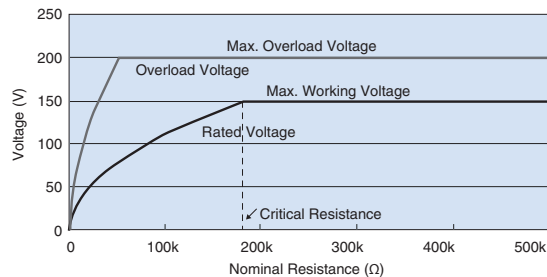 250
200
150
100
50
0
Voltage (V)
Max. Overload Voltage
Overload Voltage
Max. Working Voltage
Rated Voltage
Critical Resistance
0 100k 200k 300k 400k 500k
Nominal Resistance (Ω)